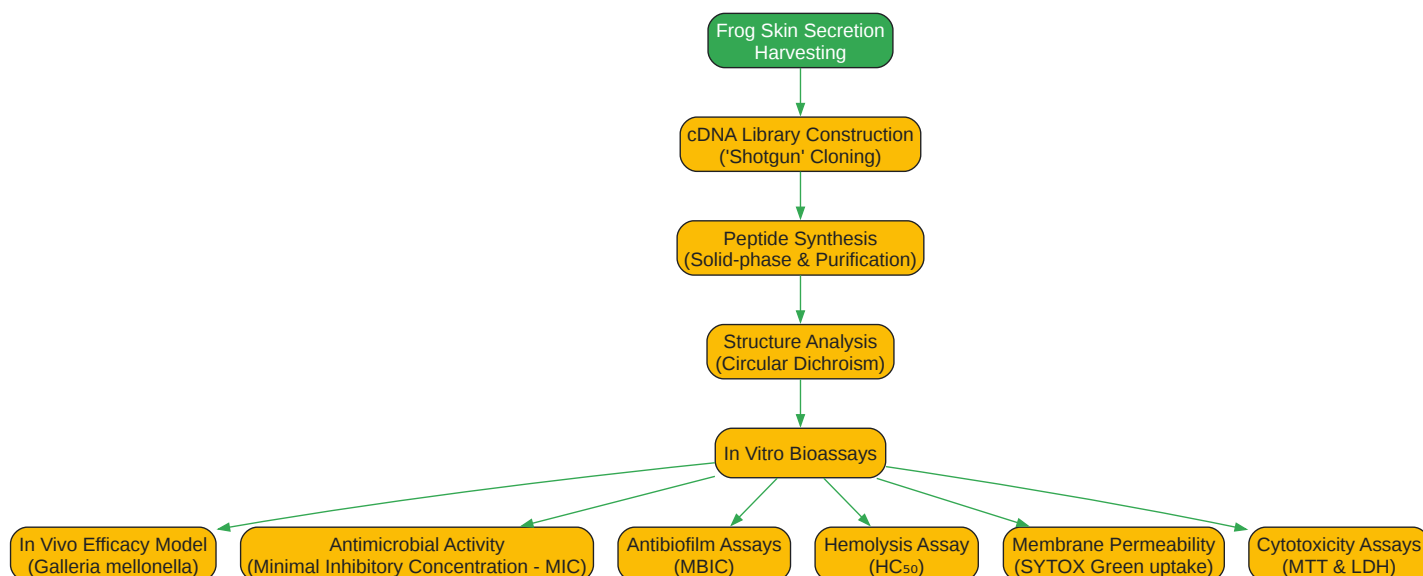 Frog Skin Secretion
Harvesting
cDNA Library Construction
('Shotgun' Cloning)
Peptide Synthesis
(Solid-phase & Purification)
Structure Analysis
(Circular Dichroism)
In Vitro Bioassays
In Vivo Efficacy Model
(Galleria mellonella)
Antimicrobial Activity
(Minimal Inhibitory Concentration - MIC)
Antibiofilm Assays
(MBIC)
Hemolysis Assay
(HC₅₀)
Membrane Permeability
(SYTOX Green uptake)
Cytotoxicity Assays
(MTT & LDH)